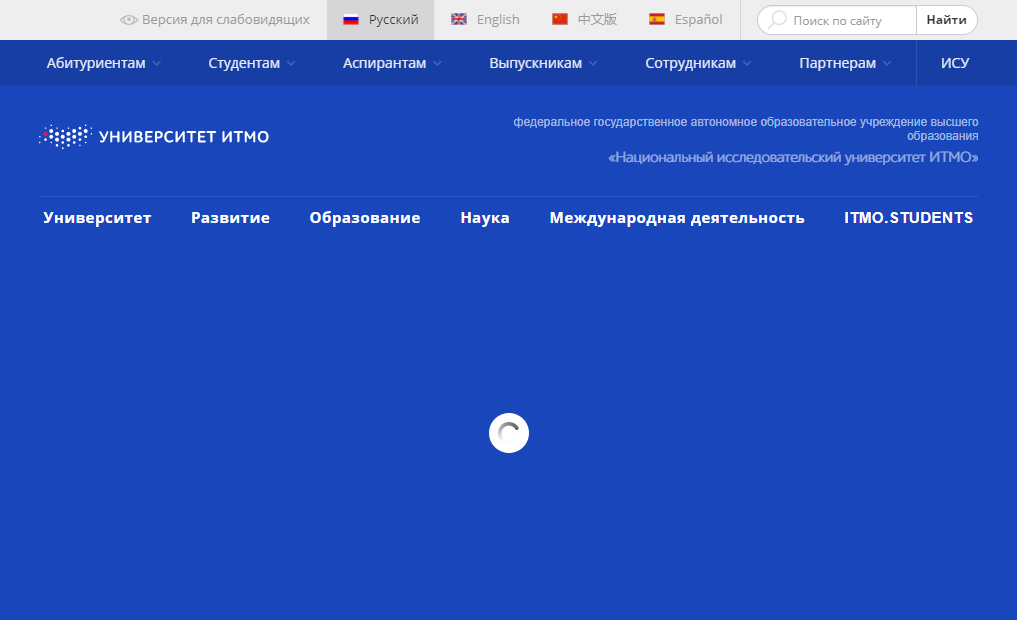 Версия для слабовидящих Русский English 中文版 Español Поиск по сайту Найти
Абитуриентам Студентам Аспирантам Выпускникам Сотрудникам Партнерам ИСУ
УНИВЕРСИТЕТ ИТМО
федеральное государственное автономное образовательное учреждение высшего
образования
«Национальный исследовательский университет ИТМО»
Университет Развитие Образование Наука Международная деятельность ITMO.STUDENTS